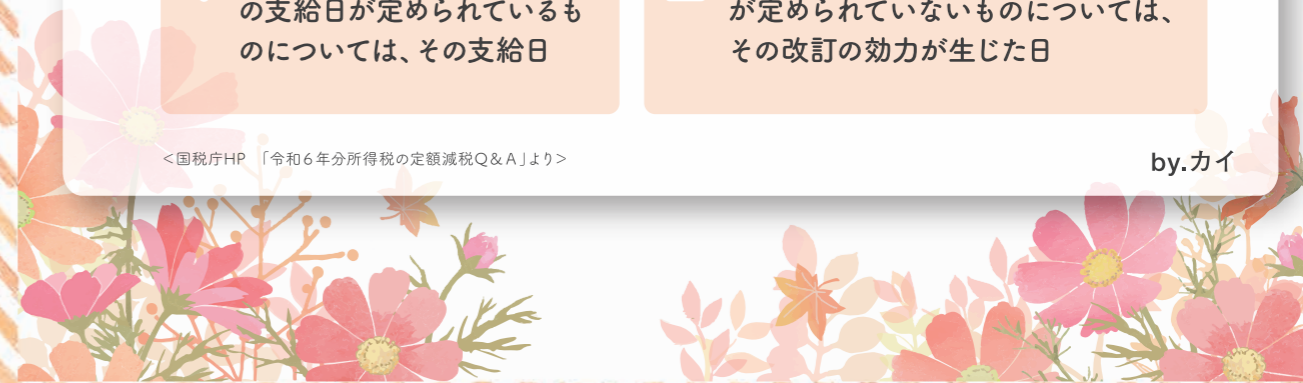 の支給日が定められているも
のについては、その支給日
が定められていないものについては、
その改訂の効力が生じた日
<国税庁HP 「令和６年分所得税の定額減税Q&A」より>
by.カイ